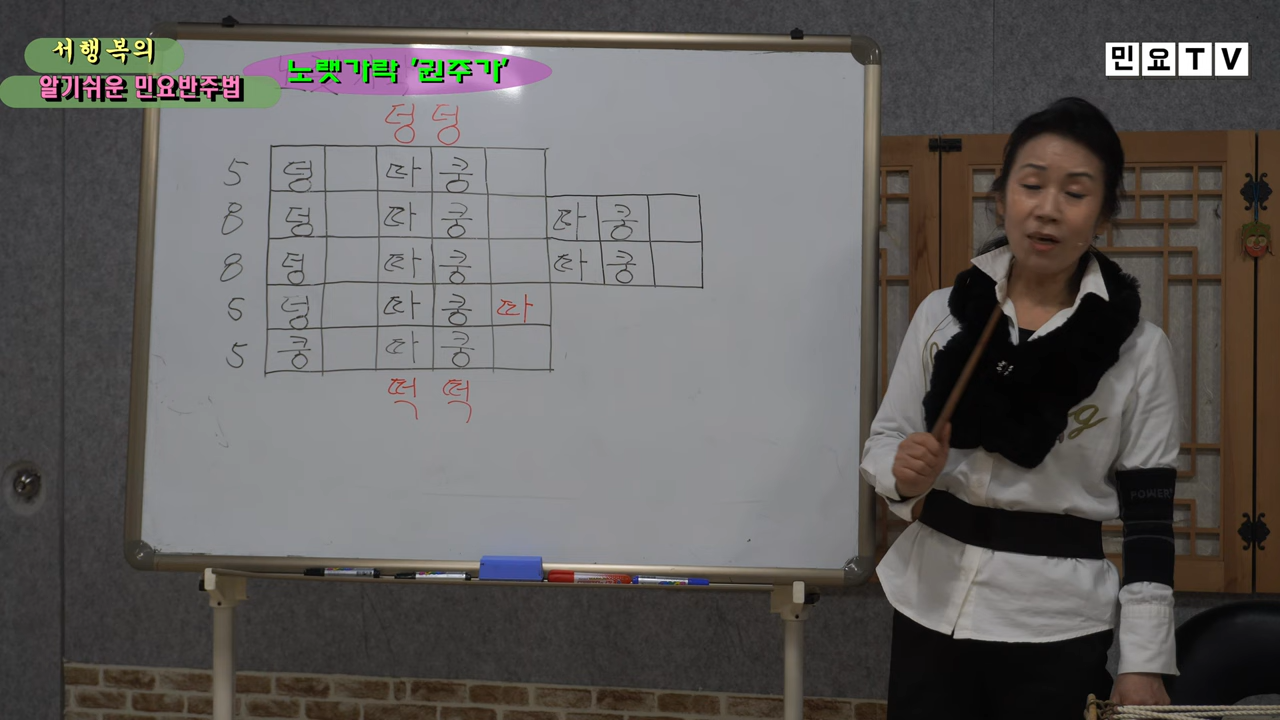 서행복의
알기쉬운 민요반주법
노랫가락 '권주가'
민요TV
덩 덩
5 덩 따 쿵
8 덩 따 쿵 따 쿵
8 덩 따 쿵 따 쿵
5 덩 따 쿵 따
5 쿵 따 쿵
떡 떡
POWER